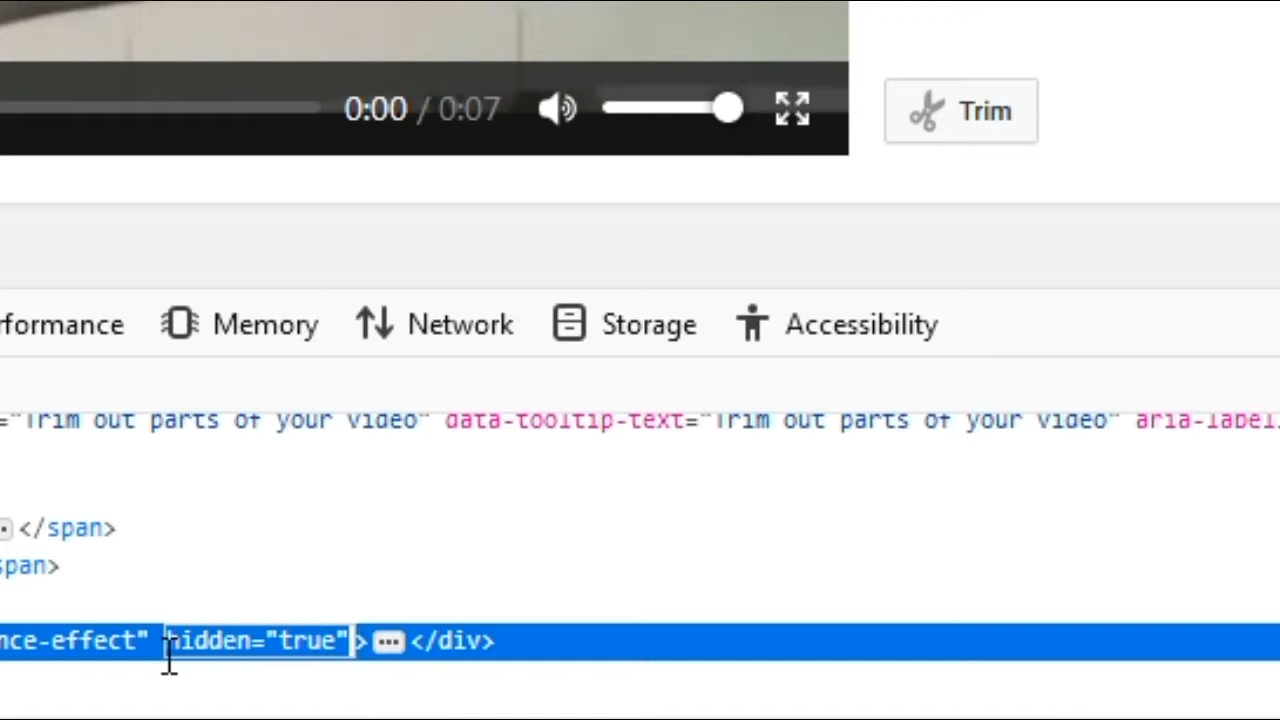 0:00 / 0:07
Trim
rformance Memory Network Storage Accessibility
="Trim out parts of your video" data-tooltip-text="Trim out parts of your video" aria-label
</span>
span>
nce-effect" hidden="true"> </div>